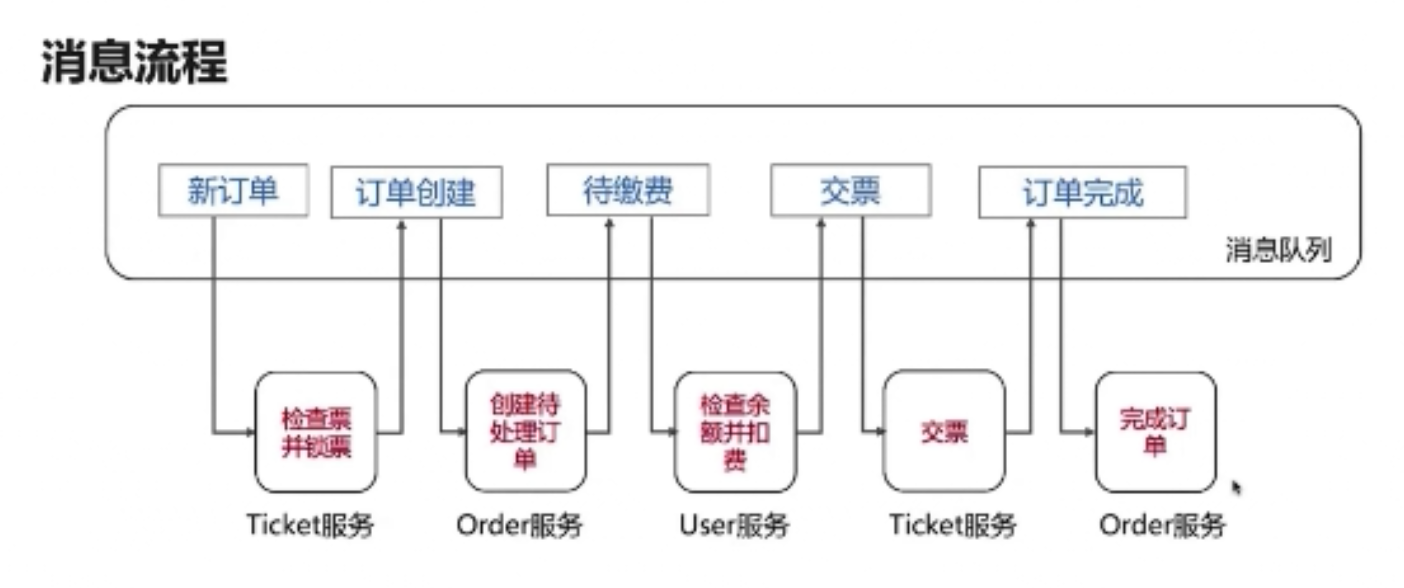 消息流程
新订单
订单创建
待缴费
交票
订单完成
消息队列
检查票
并锁票
创建待
处理订
单
检查余
额并扣
费
交票
完成订
单
Ticket服务
Order服务
User服务
Ticket服务
Order服务